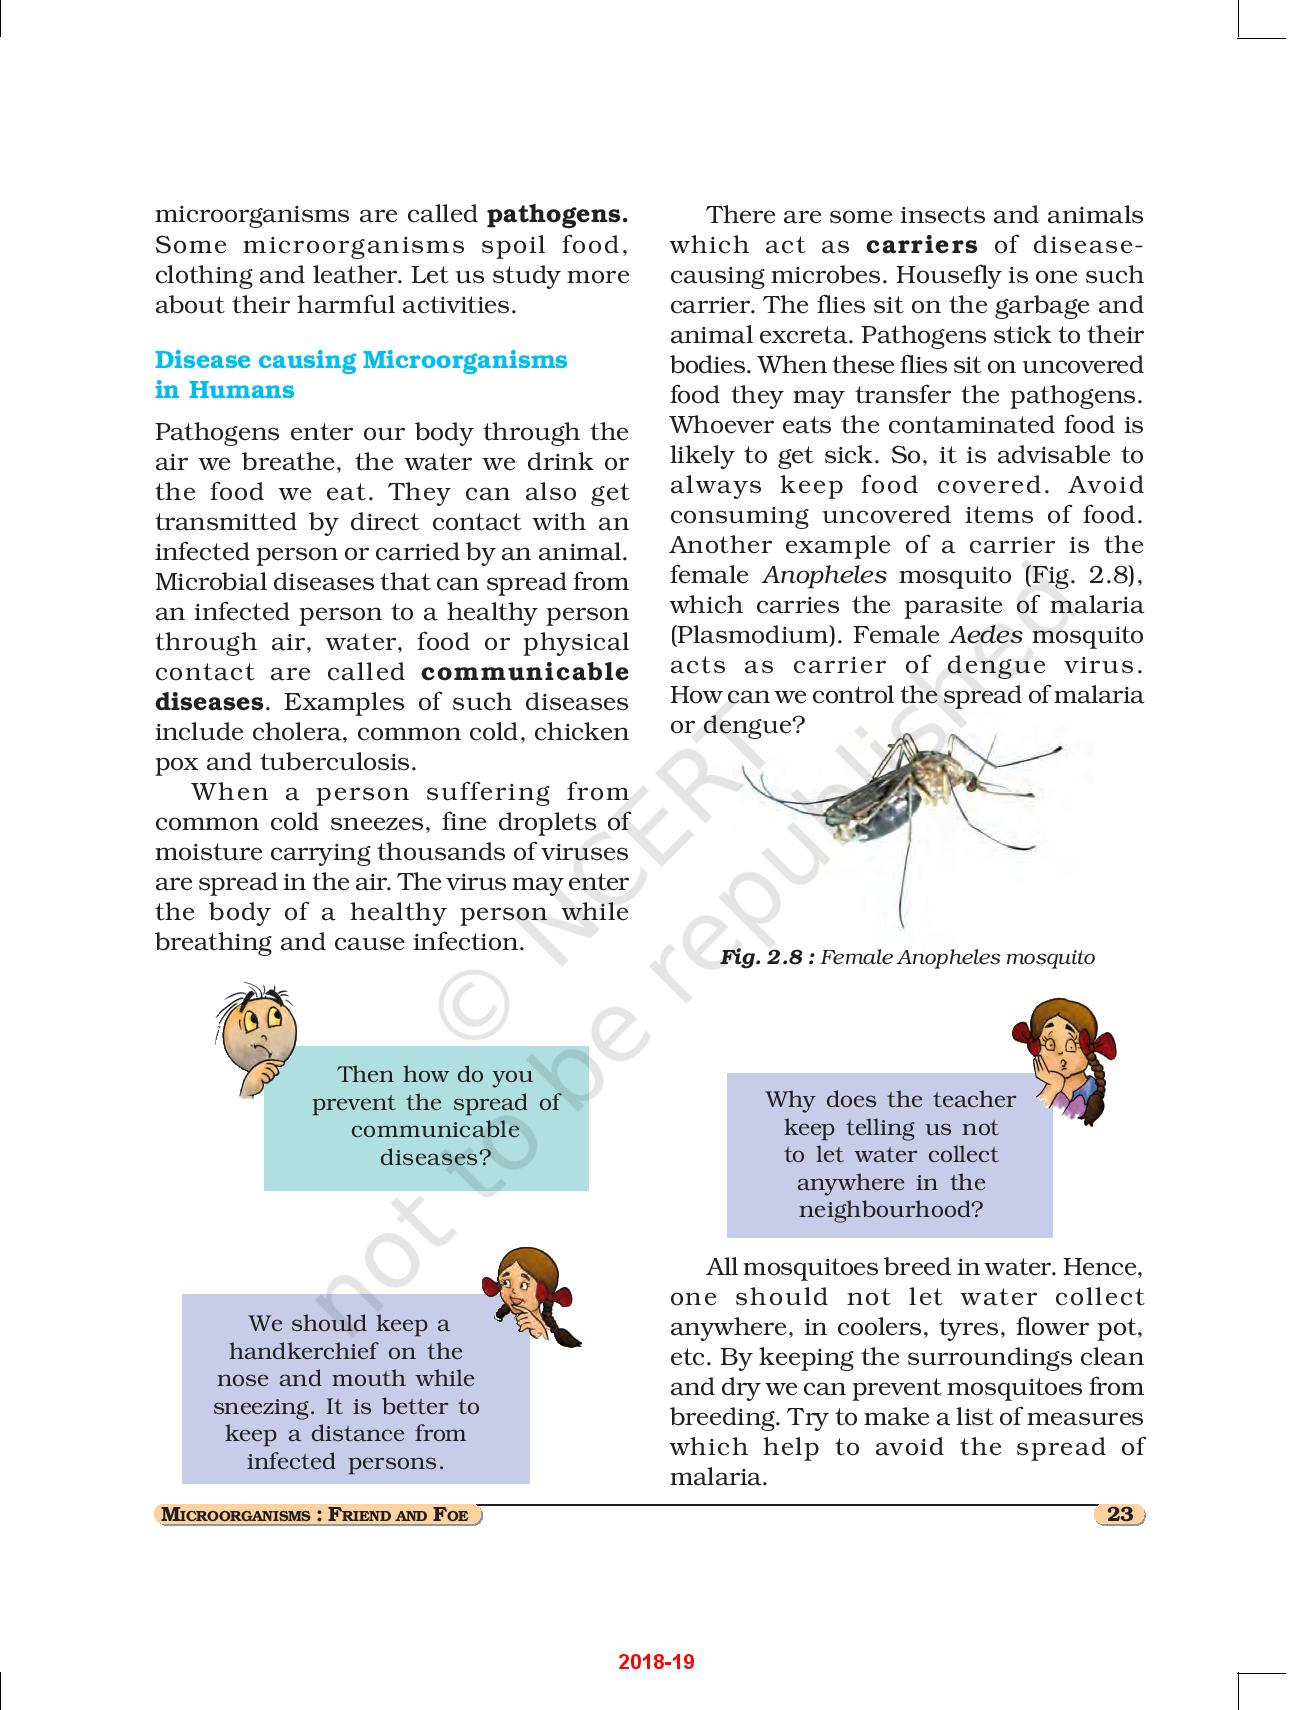 microorganisms are called pathogens.
Some microorganisms spoil food,
clothing and leather. Let us study more
about their harmful activities.
Disease causing Microorganisms
in Humans
Pathogens enter our body through the
air we breathe, the water we drink or
the food we eat. They can also get
transmitted by direct contact with an
infected person or carried by an animal.
Microbial diseases that can spread from
an infected person to a healthy person
through air, water, food or physical
contact are called communicable
diseases. Examples of such diseases
include cholera, common cold, chicken
pox and tuberculosis.
When a person suffering from
common cold sneezes, fine droplets of
moisture carrying thousands of viruses
are spread in the air. The virus may enter
the body of a healthy person while
breathing and cause infection.
Then how do you
prevent the spread of
communicable
diseases?
We should keep a
handkerchief on the
nose and mouth while
sneezing. It is better to
keep a distance from
infected persons.
There are some insects and animals
which act as carriers of disease-
causing microbes. Housefly is one such
carrier. The flies sit on the garbage and
animal excreta. Pathogens stick to their
bodies. When these flies sit on uncovered
food they may transfer the pathogens.
Whoever eats the contaminated food is
likely to get sick. So, it is advisable to
always keep food covered. Avoid
consuming uncovered items of food.
Another example of a carrier is the
female Anopheles mosquito (Fig. 2.8),
which carries the parasite of malaria
(Plasmodium). Female Aedes mosquito
acts as carrier of dengue virus.
How can we control the spread of malaria
or dengue?
Fig. 2.8 : Female Anopheles mosquito
Why does the teacher
keep telling us not
to let water collect
anywhere in the
neighbourhood?
All mosquitoes breed in water. Hence,
one should not let water collect
anywhere, in coolers, tyres, flower pot,
etc. By keeping the surroundings clean
and dry we can prevent mosquitoes from
breeding. Try to make a list of measures
which help to avoid the spread of
malaria.
MICROORGANISMS : FRIEND AND FOE
23
2018-19
© NCERT
not to be republished